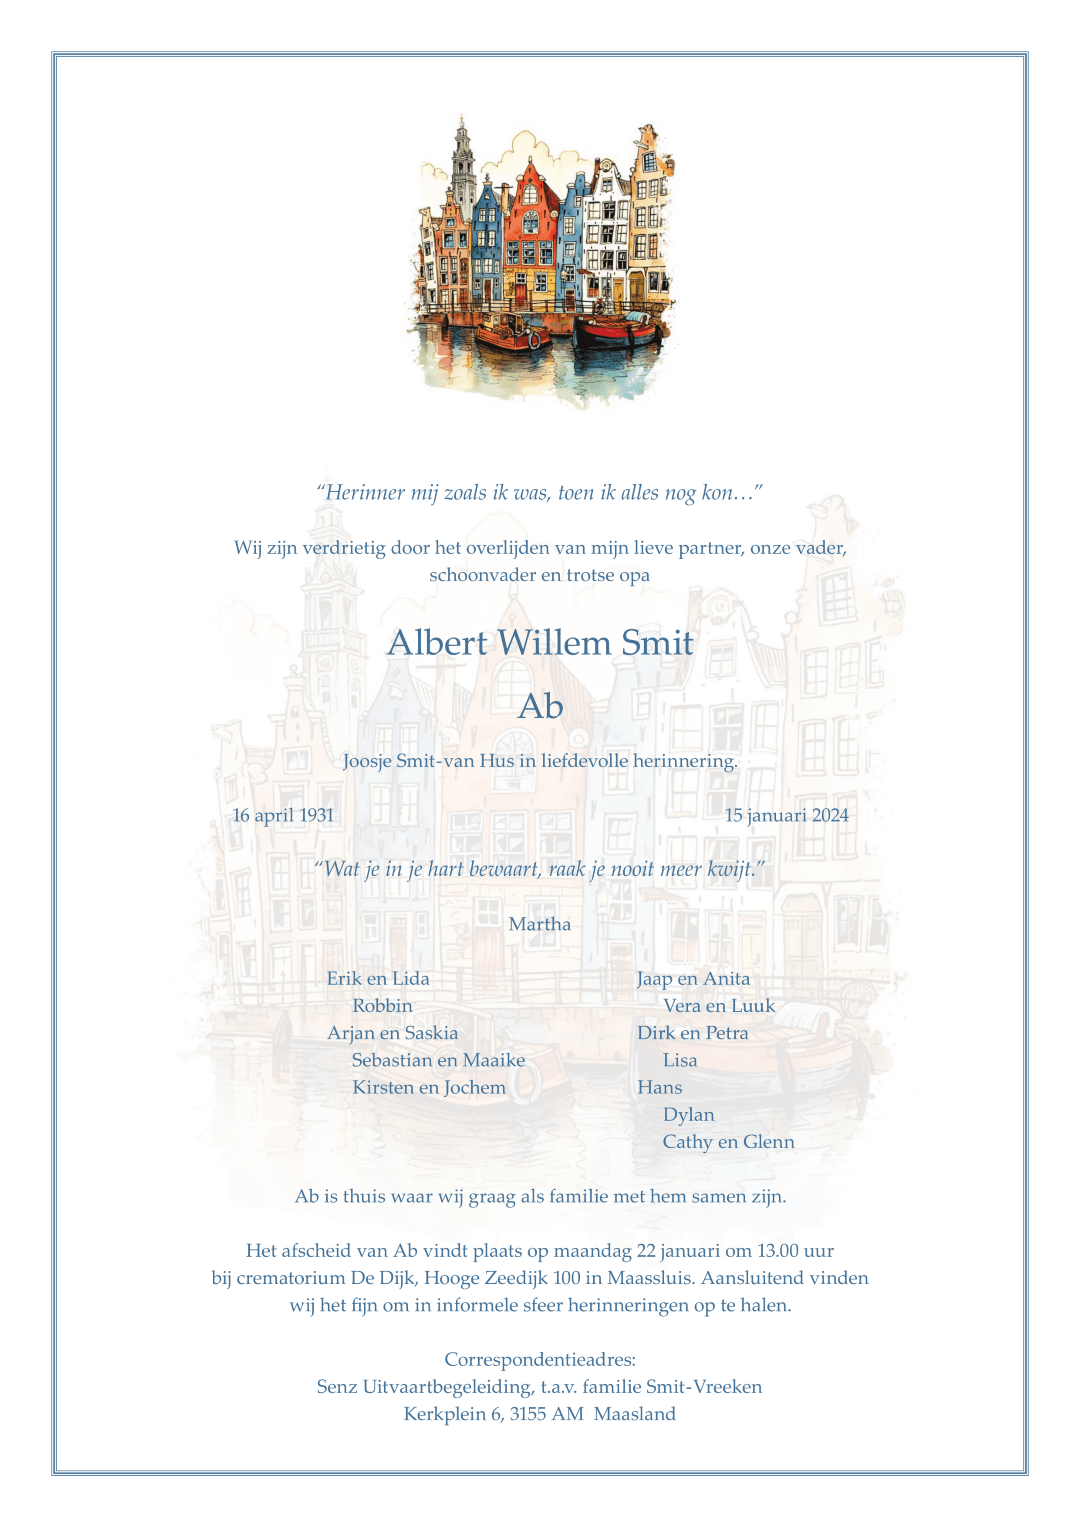 “Herinner mij zoals ik was, toen ik alles nog kon…”
Wij zijn verdrietig door het overlijden van mijn lieve partner, onze vader,
schoonvader en trotse opa
Albert Willem Smit
Ab
Joosje Smit-van Hus in liefdevolle herinnering.
16 april 1931 15 januari 2024
“Wat je in je hart bewaart, raak je nooit meer kwijt.”
Martha
Erik en Lida
Robbin
Arjan en Saskia
Sebastian en Maaike
Kirsten en Jochem
Jaap en Anita
Vera en Luuk
Dirk en Petra
Lisa
Hans
Dylan
Cathy en Glenn
Ab is thuis waar wij graag als familie met hem samen zijn.
Het afscheid van Ab vindt plaats op maandag 22 januari om 13.00 uur
bij crematorium De Dijk, Hooge Zeedijk 100 in Maassluis. Aansluitend vinden
wij het fijn om in informele sfeer herinneringen op te halen.
Correspondentieadres:
Senz Uitvaartbegeleiding, t.a.v. familie Smit-Vreeken
Kerkplein 6, 3155 AM  Maasland